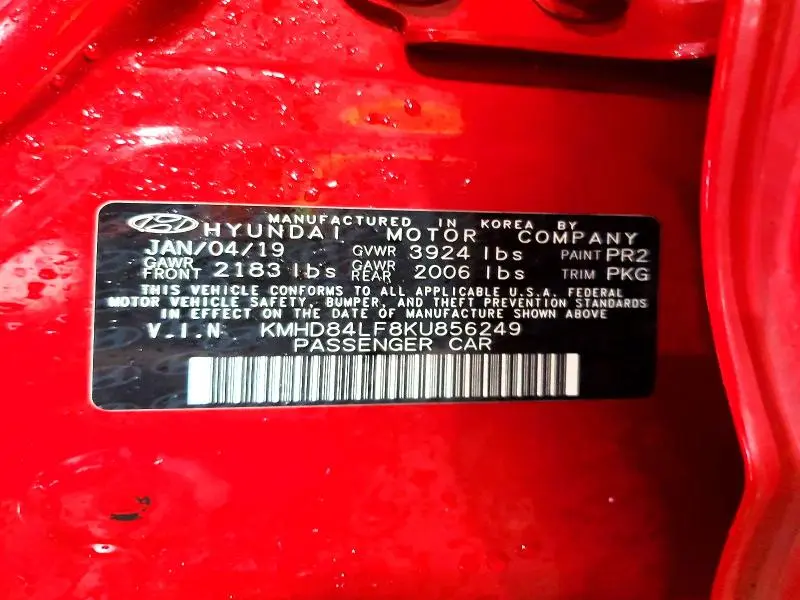 MANUFACTURED IN KOREA BY
HYUNDAI MOTOR COMPANY
JAN/04/19 GVWR 3924 lbs PAINT PR2
GAWR FRONT 2183 lbs GAWR REAR 2006 lbs TRIM PKG
THIS VEHICLE CONFORMS TO ALL APPLICABLE U.S.A. FEDERAL
MOTOR VEHICLE SAFETY, BUMPER, AND THEFT PREVENTION STANDARDS
IN EFFECT ON THE DATE OF MANUFACTURE SHOWN ABOVE
V.I.N KMHD84LF8KU856249
PASSENGER CAR